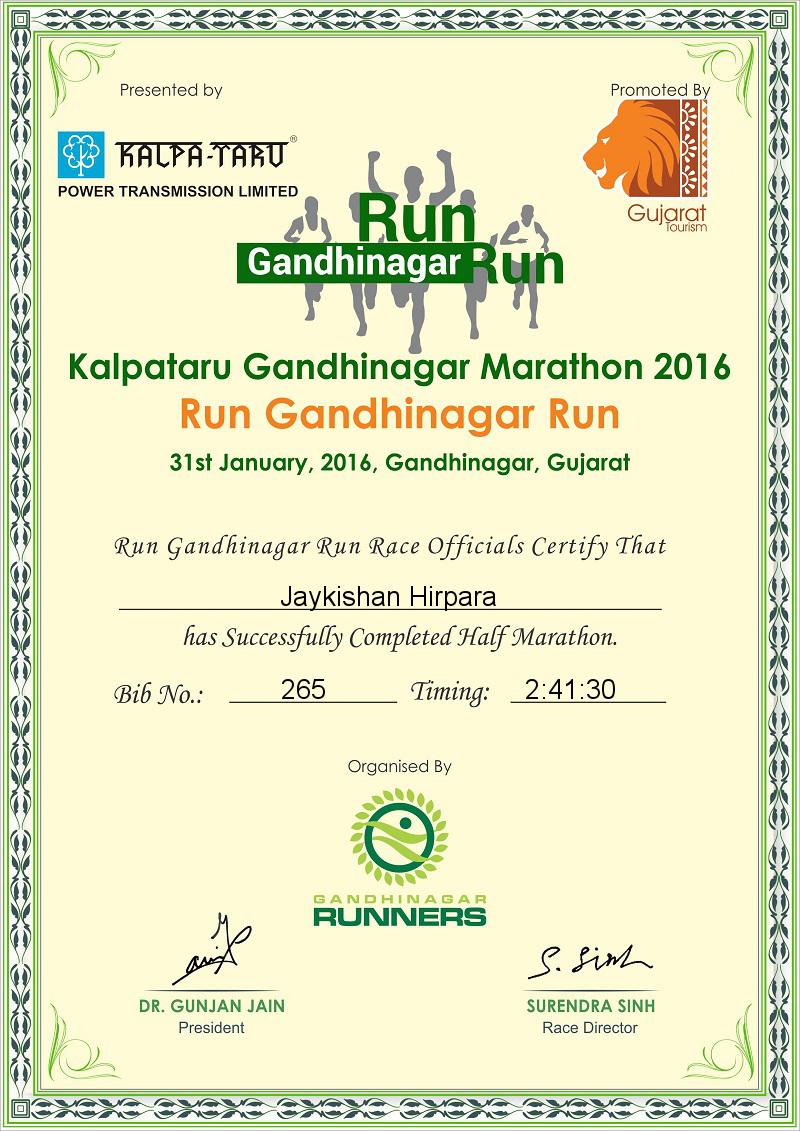 Presented by
Promoted By
KALPA-TARU®
POWER TRANSMISSION LIMITED
Gujarat
Tourism
Run
Gandhinagar Run
Kalpataru Gandhinagar Marathon 2016
Run Gandhinagar Run
31st January, 2016, Gandhinagar, Gujarat
Run Gandhinagar Run Race Officials Certify That
Jaykishan Hirpara
has Successfully Completed Half Marathon.
Bib No.: 265 Timing: 2:41:30
Organised By
GANDHINAGAR
RUNNERS
S. Sinh
DR. GUNJAN JAIN
President
SURENDRA SINH
Race Director